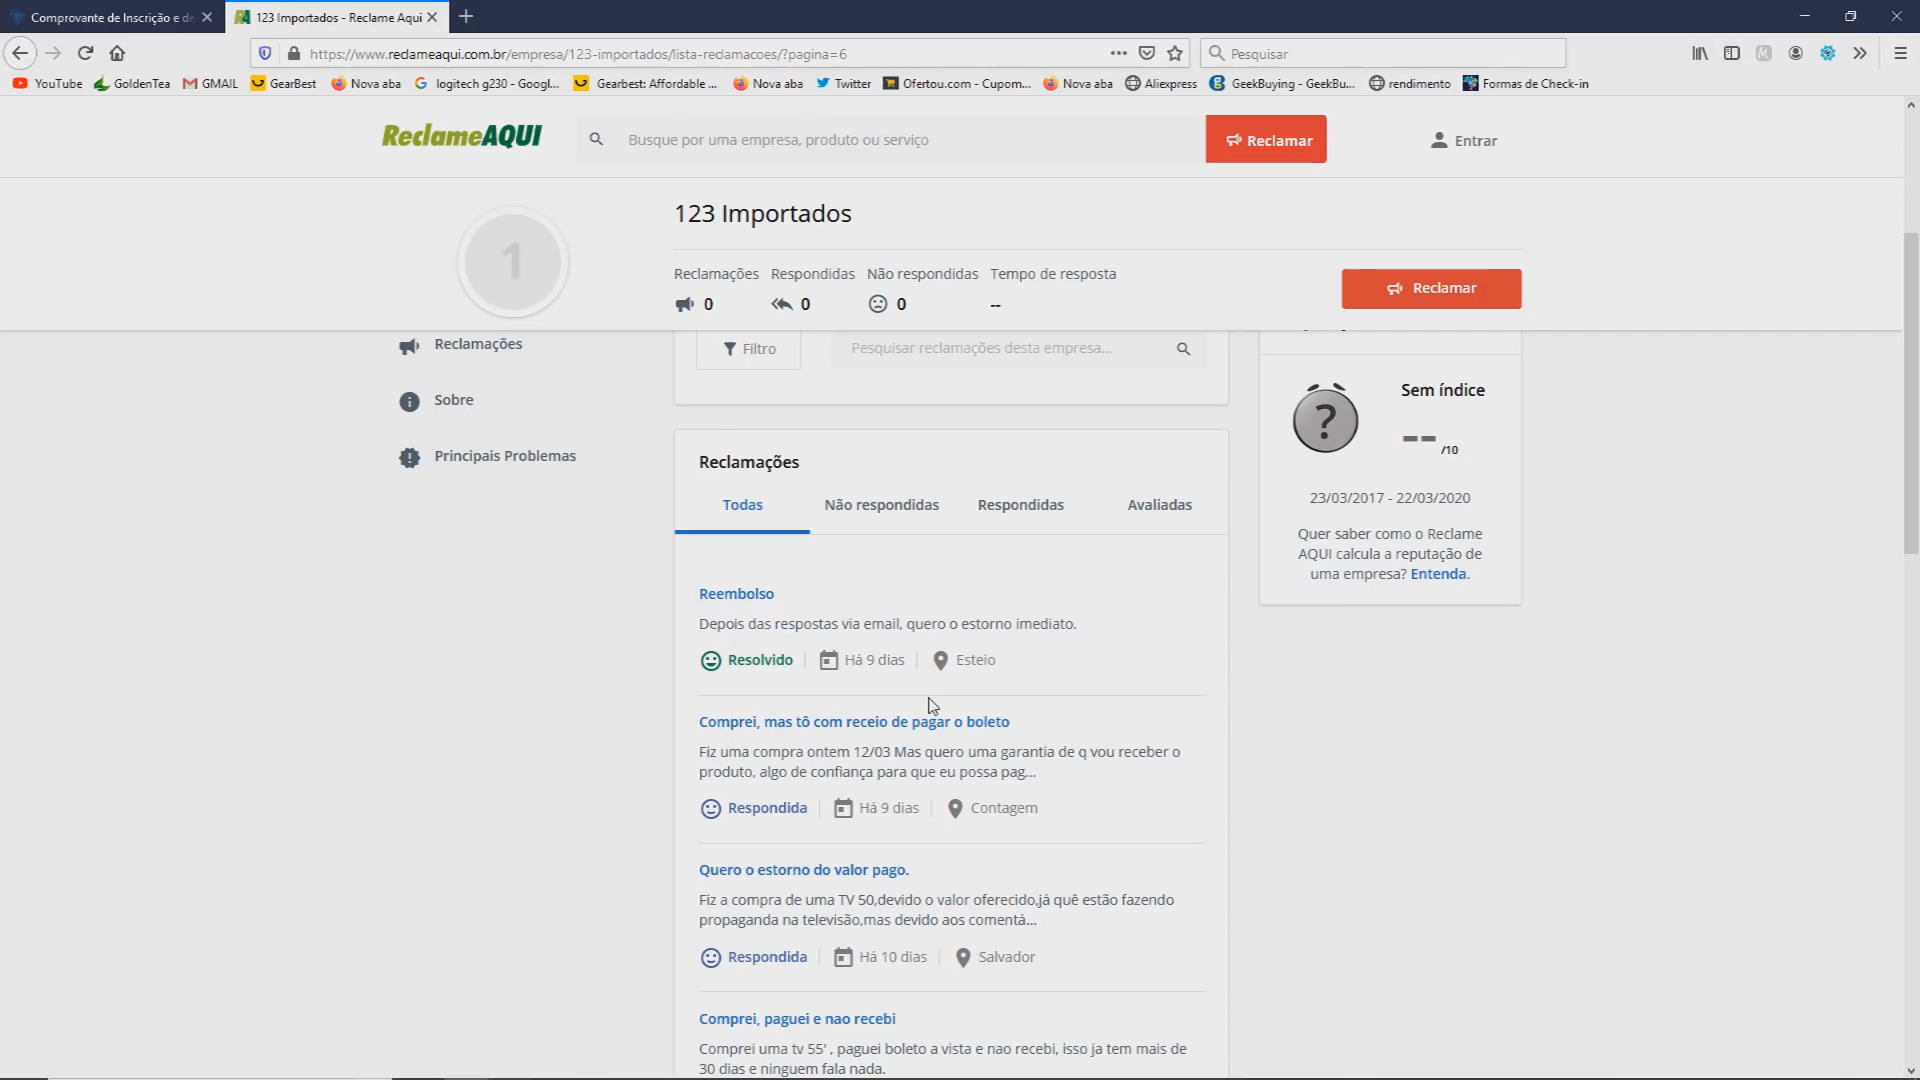 Comprovante de Inscrição e de
123 Importados - Reclame Aqui
https://www.reclameaqui.com.br/empresa/123-importados/lista-reclamacoes/?pagina=6
Pesquisar
YouTube GoldenTea GMAIL GearBest Nova aba logitech g230 - Googl... Gearbest: Affordable ... Nova aba Twitter Ofertou.com - Cupom... Nova aba Aliexpress GeekBuying - GeekBu... rendimento Formas de Check-in
ReclameAQUI
Busque por uma empresa, produto ou serviço
Reclamar
Entrar
1
123 Importados
Reclamações Respondidas Não respondidas Tempo de resposta
0 0 0 --
Reclamar
Reclamações
Sobre
Principais Problemas
Filtro
Pesquisar reclamações desta empresa...
Reclamações
Todas Não respondidas Respondidas Avaliadas
Reembolso
Depois das respostas via email, quero o estorno imediato.
Resolvido Há 9 dias Esteio
Comprei, mas tô com receio de pagar o boleto
Fiz uma compra ontem 12/03 Mas quero uma garantia de q vou receber o
produto, algo de confiança para que eu possa pag...
Respondida Há 9 dias Contagem
Quero o estorno do valor pago.
Fiz a compra de uma TV 50,devido o valor oferecido,já quê estão fazendo
propaganda na televisão,mas devido aos comentá...
Respondida Há 10 dias Salvador
Comprei, paguei e nao recebi
Comprei uma tv 55' , paguei boleto a vista e nao recebi, isso ja tem mais de
30 dias e ninguem fala nada.
?
Sem índice
-- /10
23/03/2017 - 22/03/2020
Quer saber como o Reclame
AQUI calcula a reputação de
uma empresa? Entenda.